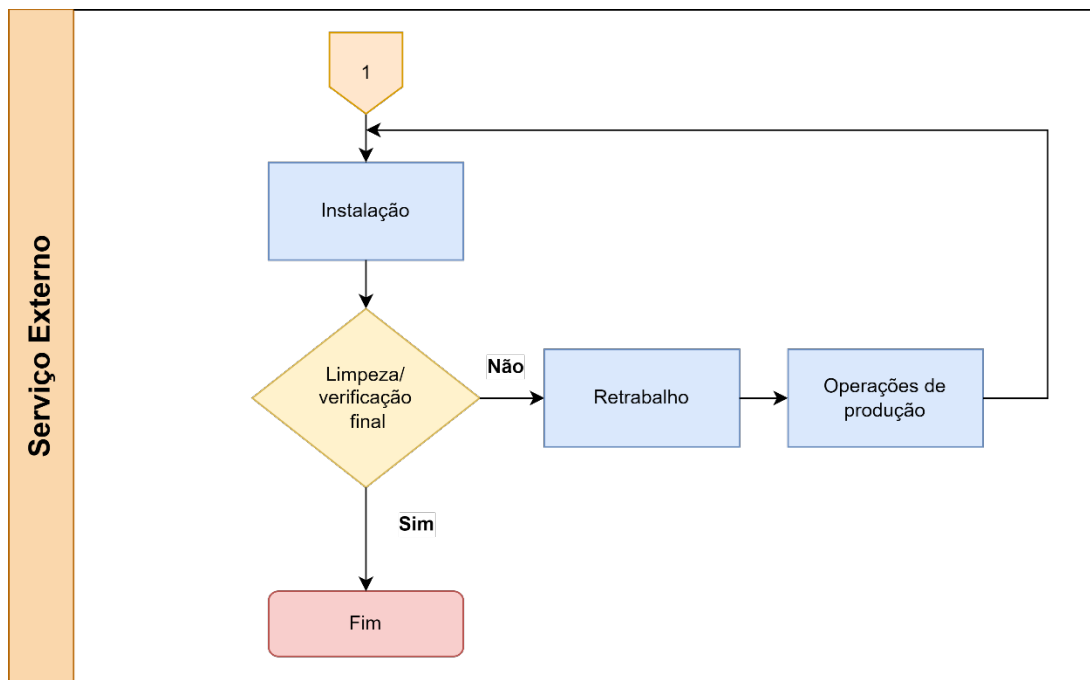 Serviço Externo
1
Instalação
Limpeza/
verificação
final
Não
Retrabalho
Operações de
produção
Sim
Fim